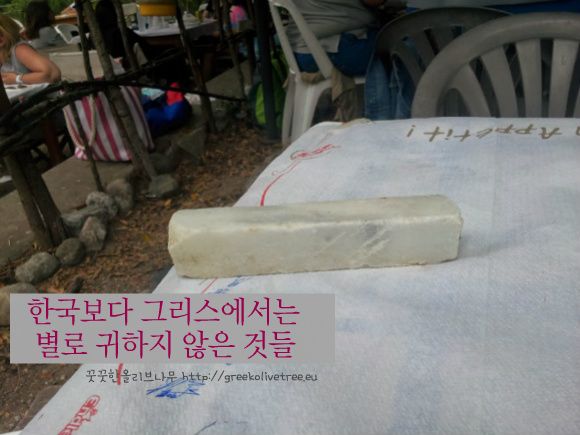 Appetit!
한국보다 그리스에서는
별로 귀하지 않은 것들
꿋꿋한올리브나무 http://greekolivetree.eu